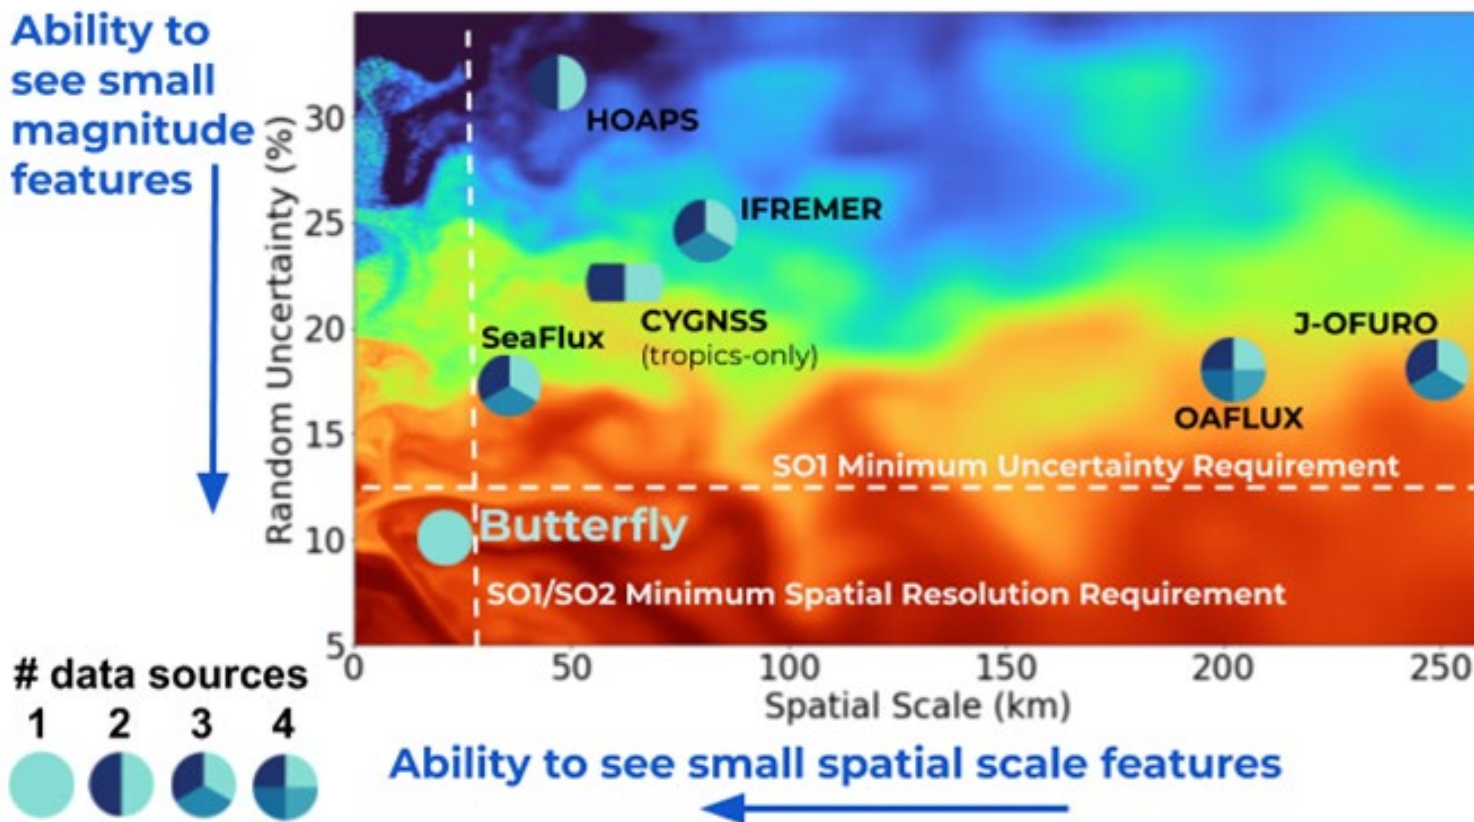 Ability to
see small
magnitude
features
Random Uncertainty (%)
30
25
20
15
10
5
HOAPS
IFREMER
CYGNSS
(tropics-only)
SeaFlux
J-OFURO
OAFLUX
SO1 Minimum Uncertainty Requirement
Butterfly
SO1/SO2 Minimum Spatial Resolution Requirement
0 50 100 150 200 250
Spatial Scale (km)
# data sources
1 2 3 4
Ability to see small spatial scale features